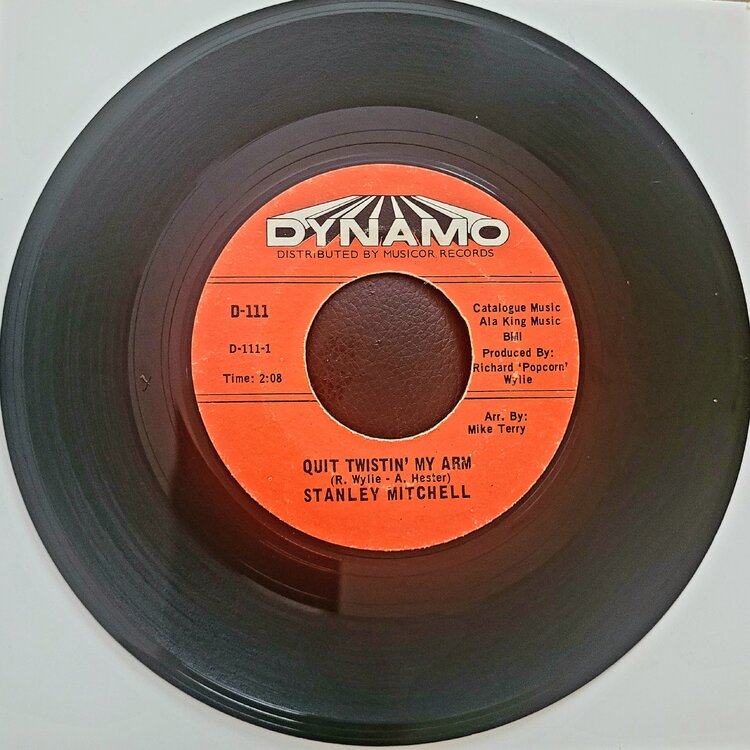 DYNAMO
DISTRIBUTED BY MUSICOR RECORDS
D-111
D-111-1
Time: 2:08
Catalogue Music
Ala King Music
BMI
Produced By:
Richard 'Popcorn'
Wylie
Arr. By:
Mike Terry
QUIT TWISTIN' MY ARM
(R. Wylie - A. Hester)
STANLEY MITCHELL